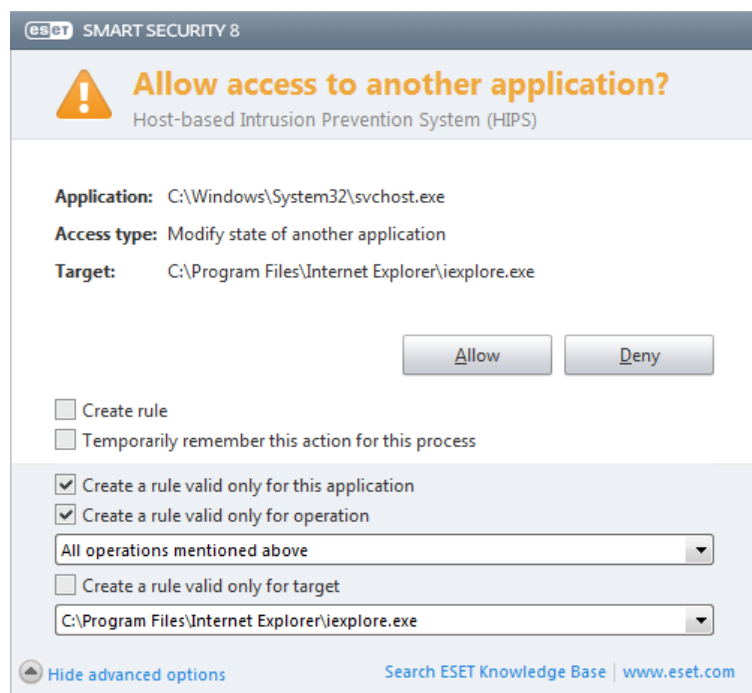 eset SMART SECURITY 8
Allow access to another application?
Host-based Intrusion Prevention System (HIPS)
Application: C:\Windows\System32\svchost.exe
Access type: Modify state of another application
Target: C:\Program Files\Internet Explorer\iexplore.exe
Allow Deny
Create rule
Temporarily remember this action for this process
Create a rule valid only for this application
Create a rule valid only for operation
All operations mentioned above
Create a rule valid only for target
C:\Program Files\Internet Explorer\iexplore.exe
Hide advanced options Search ESET Knowledge Base | www.eset.com